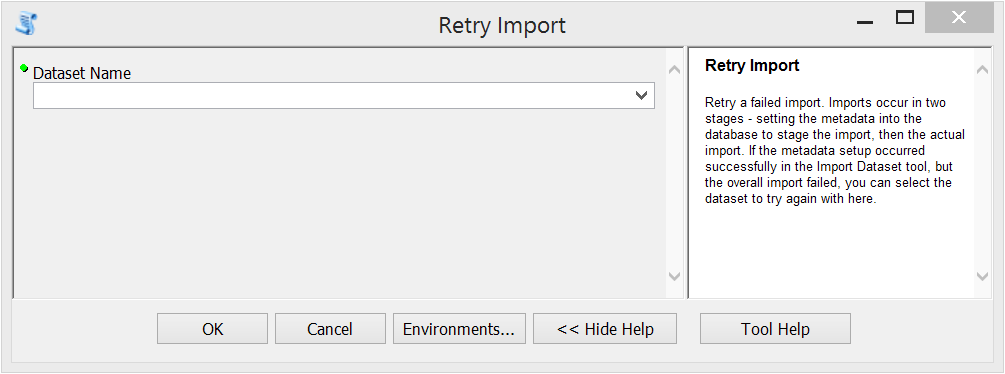 Retry Import
Dataset Name
Retry Import
Retry a failed import. Imports occur in two
stages - setting the metadata into the
database to stage the import, then the actual
import. If the metadata setup occurred
successfully in the Import Dataset tool, but
the overall import failed, you can select the
dataset to try again with here.
OK
Cancel
Environments...
<< Hide Help
Tool Help